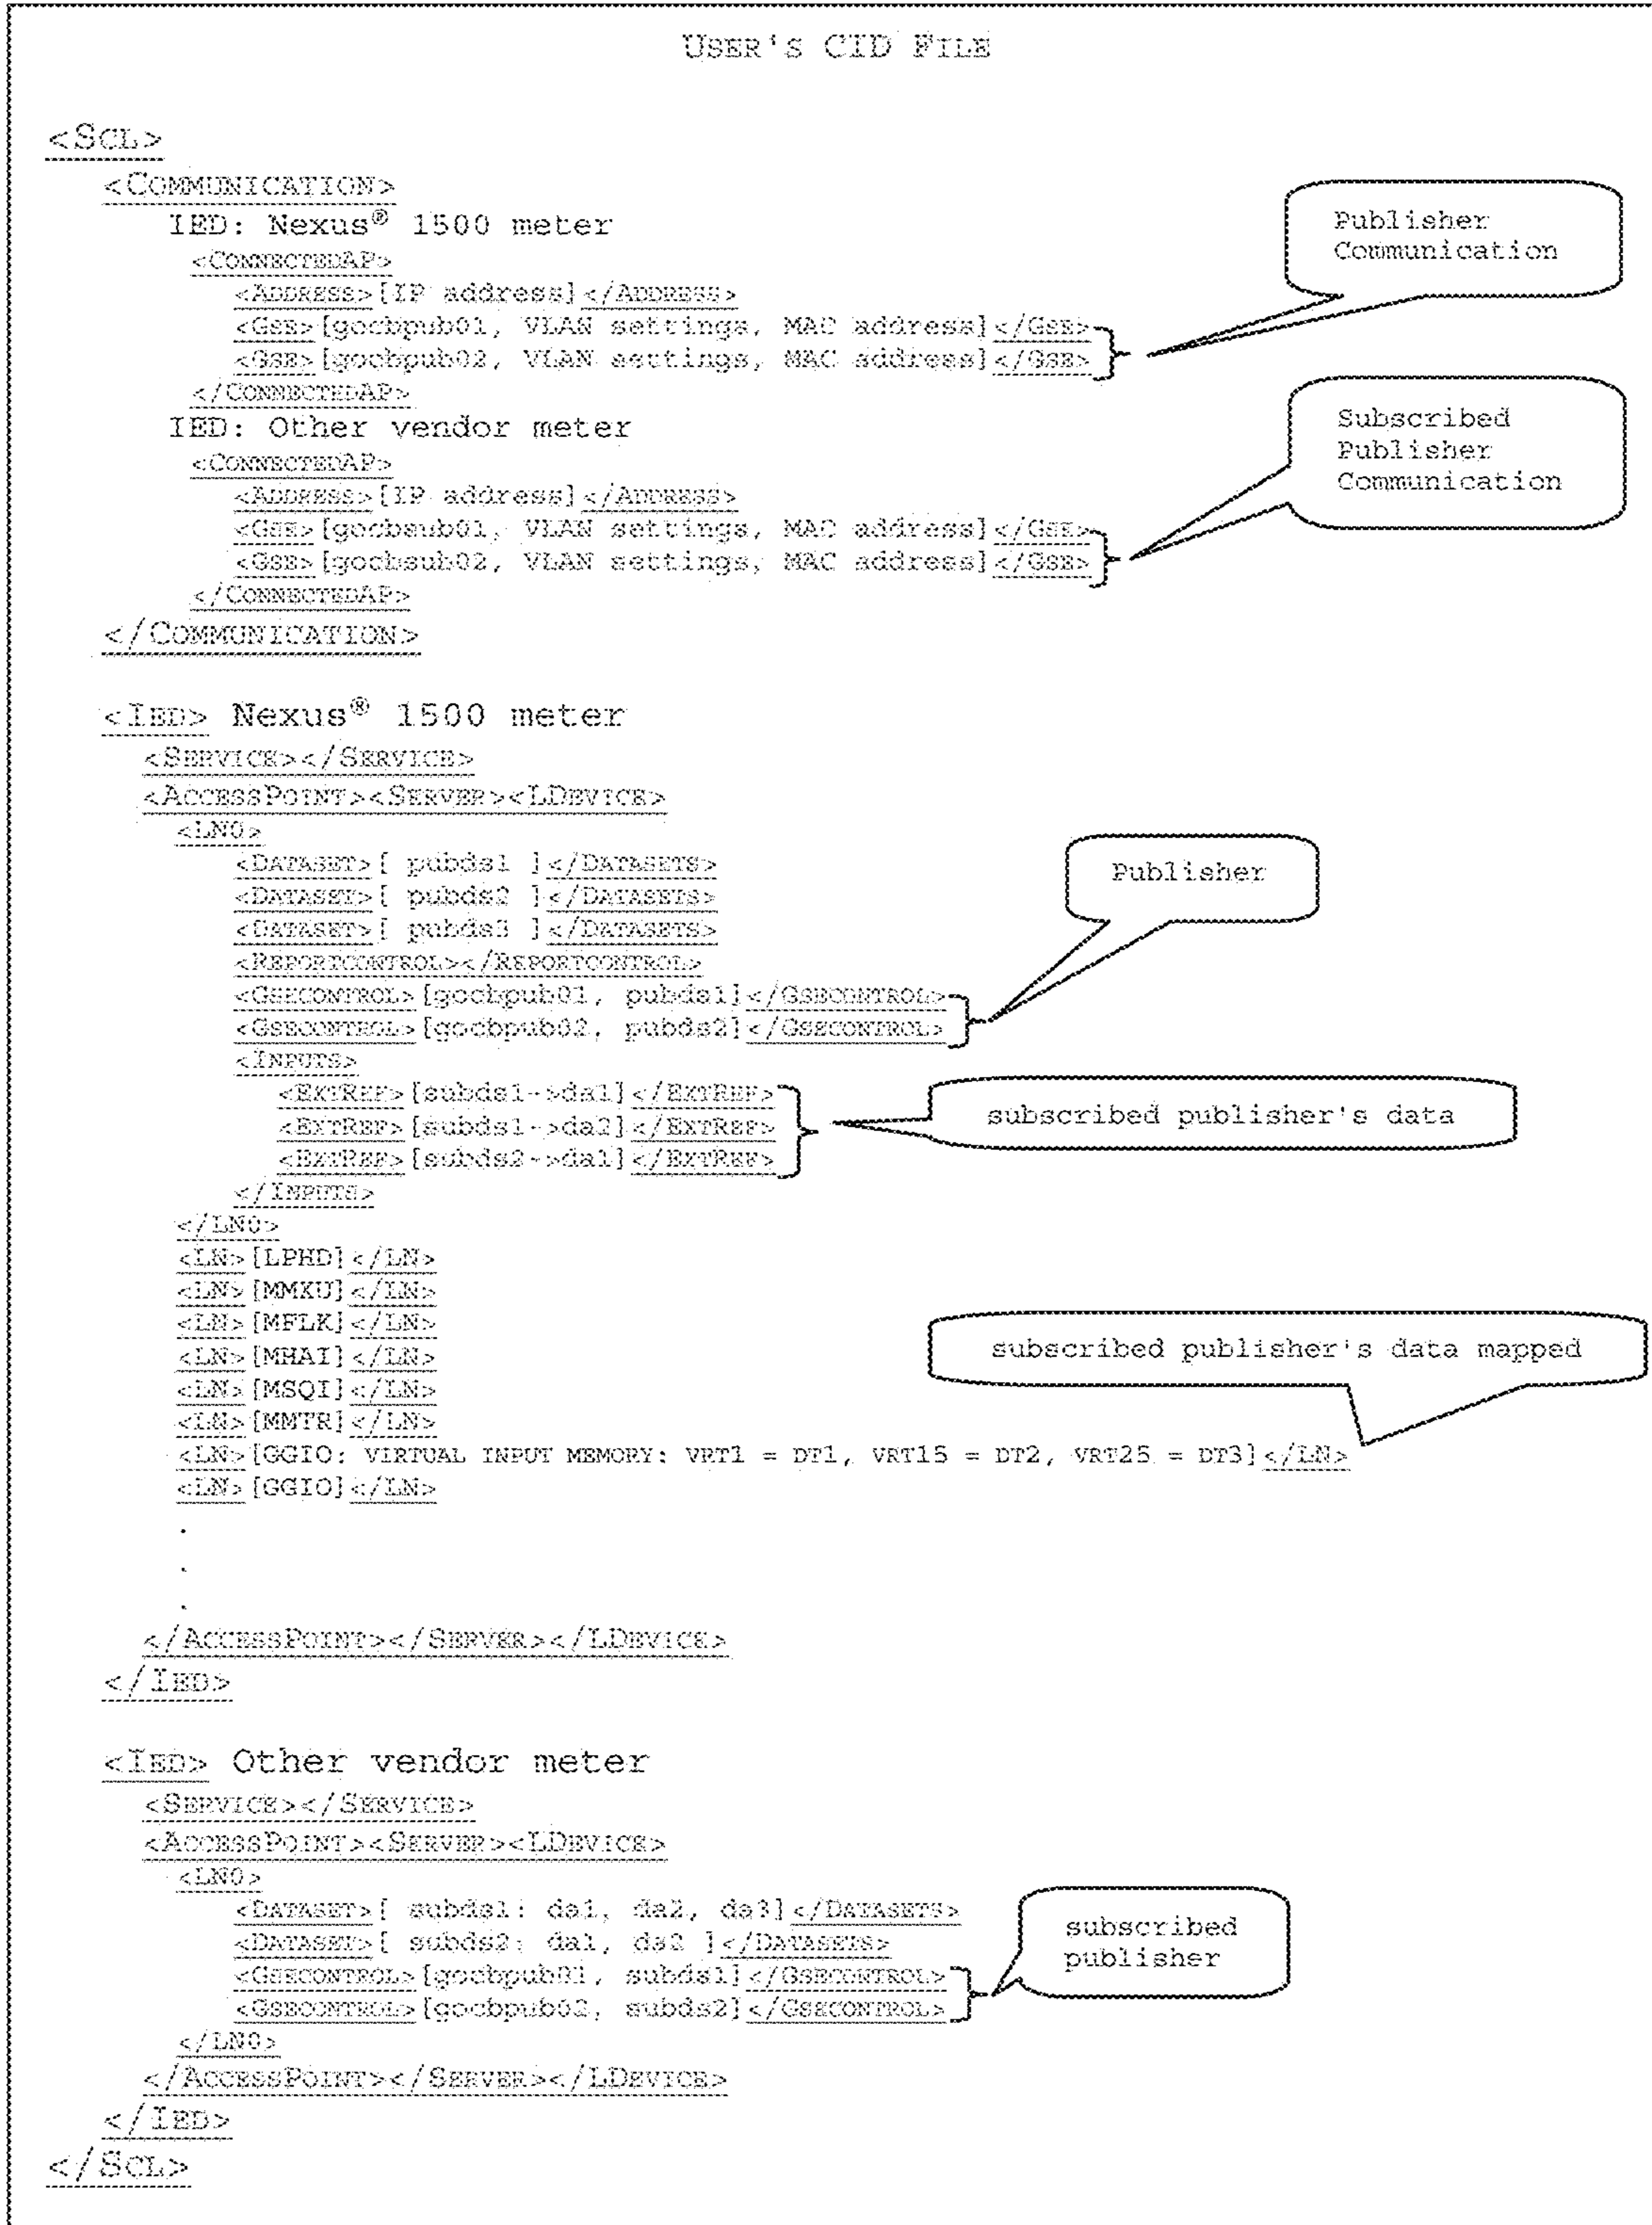 USER'S CID FILE
<SCL>
<COMMUNICATION>
IED: Nexus® 1500 meter
<CONNECTEDAP>
<ADDRESS>[IP address]</ADDRESS>
<GSE>[gocbpub01, VLAN settings, MAC address]</GSE>
<GSE>[gocbpub02, VLAN settings, MAC address]</GSE>
</CONNECTEDAP>
Publisher
Communication
IED: Other vendor meter
<CONNECTEDAP>
<ADDRESS>[IP address]</ADDRESS>
<GSE>[gocbsub01, VLAN settings, MAC address]</GSE>
<GSE>[gocbsub02, VLAN settings, MAC address]</GSE>
</CONNECTEDAP>
Subscribed
Publisher
Communication
</COMMUNICATION>
<IED> Nexus® 1500 meter
<SERVICE></SERVICE>
<ACCESSPOINT><SERVER><LDEVICE>
<LN0>
<DATASET>[ pubds1 ]</DATASETS>
<DATASET>[ pubds2 ]</DATASETS>
<DATASET>[ pubds3 ]</DATASETS>
<REPORTCONTROL></REPORTCONTROL>
<GSECONTROL>[gocbpub01, pubds1]</GSECONTROL>
<GSECONTROL>[gocbpub02, pubds2]</GSECONTROL>
Publisher
<INPUTS>
<EXTREF>[subds1->da1]</EXTREF>
<EXTREF>[subds1->da2]</EXTREF>
<EXTREF>[subds2->da1]</EXTREF>
subscribed publisher's data
</INPUTS>
</LN0>
<LN>[LPHD]</LN>
<LN>[MMXU]</LN>
<LN>[MFLK]</LN>
<LN>[MHAI]</LN>
<LN>[MSQI]</LN>
<LN>[MMTR]</LN>
subscribed publisher's data mapped
<LN>[GGIO: VIRTUAL INPUT MEMORY: VRT1 = DT1, VRT15 = DT2, VRT25 = DT3]</LN>
<LN>[GGIO]</LN>
.
.
.
</ACCESSPOINT></SERVER></LDEVICE>
</IED>
<IED> Other vendor meter
<SERVICE></SERVICE>
<ACCESSPOINT><SERVER><LDEVICE>
<LN0>
<DATASET>[ subds1: da1, da2, da3]</DATASETS>
<DATASET>[ subds2: da1, da2 ]</DATASETS>
<GSECONTROL>[gocbpub01, subds1]</GSECONTROL>
<GSECONTROL>[gocbpub02, subds2]</GSECONTROL>
subscribed
publisher
</LN0>
</ACCESSPOINT></SERVER></LDEVICE>
</IED>
</SCL>